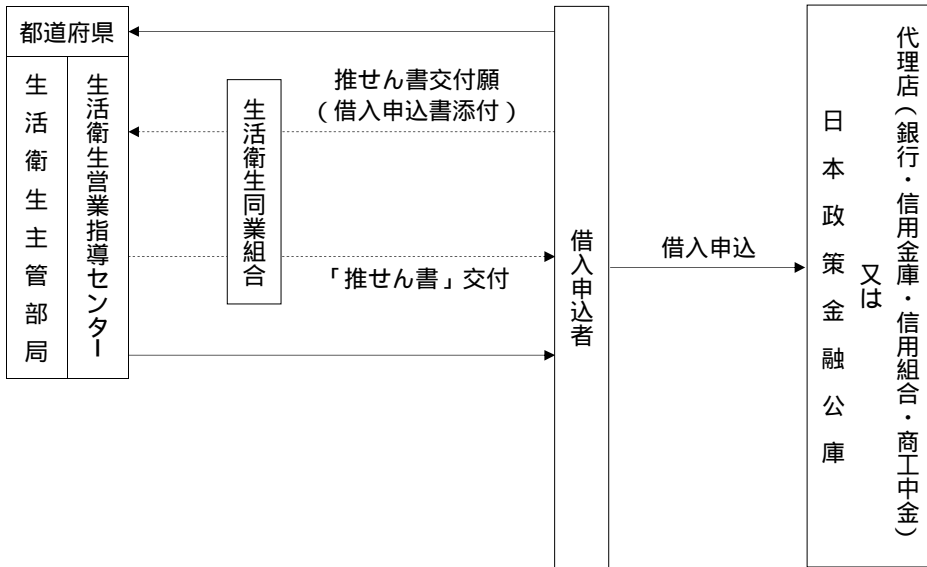 都道府県
生活衛生主管部局
生活衛生営業指導センター
生活衛生同業組合
推せん書交付願
(借入申込書添付)
「推せん書」交付
借入申込者
借入申込
日本政策金融公庫
又は
代理店(銀行・信用金庫・信用組合・商工中金)